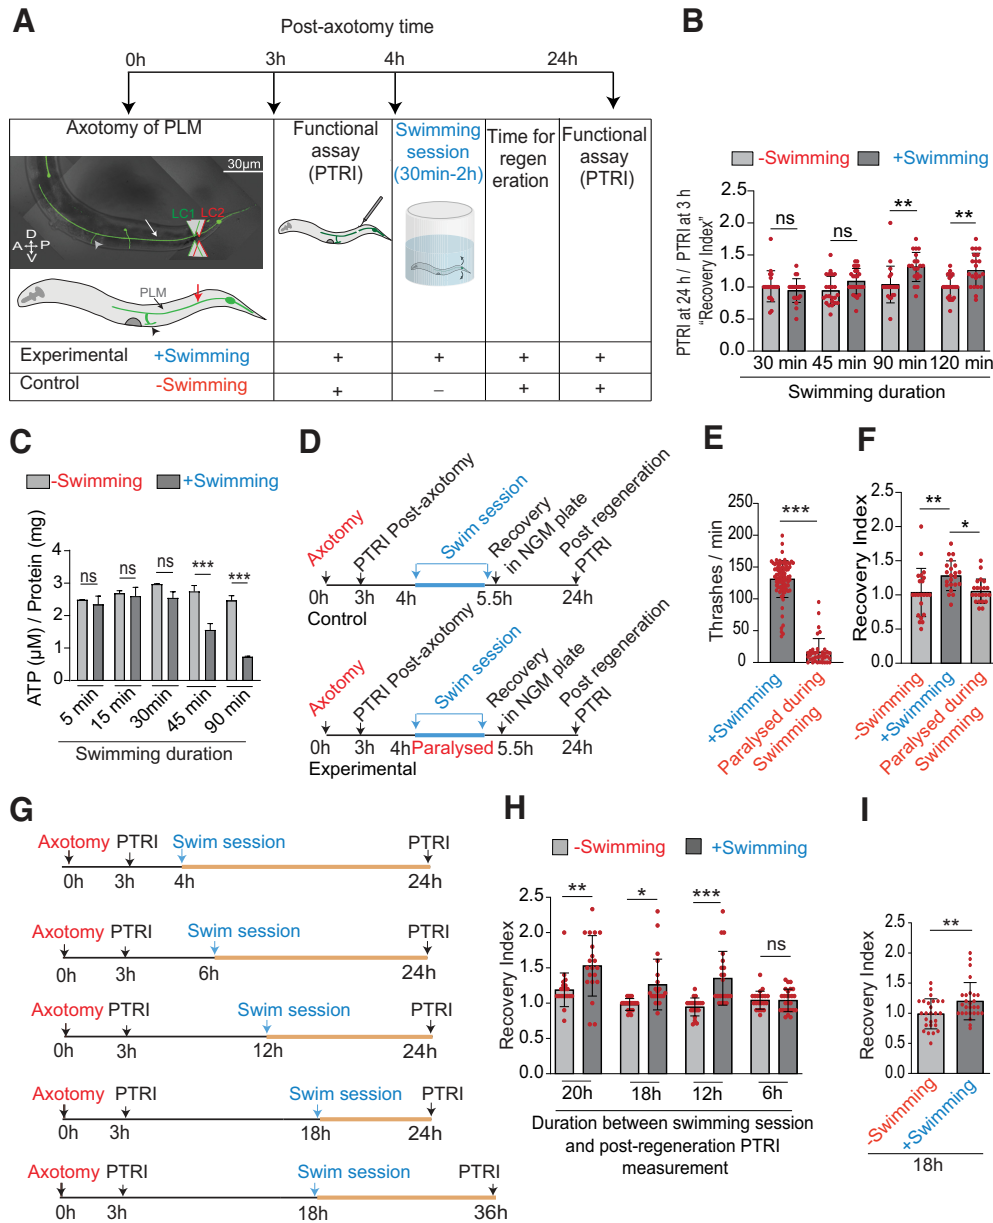 A
Post-axotomy time
0h 3h 4h 24h
Axotomy of PLM
Functional
assay
(PTRI)
Swimming
session
(30min-2h)
Time for
regen
eration
Functional
assay
(PTRI)
30µm
LC1 LC2
D
A P
V
PLM
Experimental +Swimming + + + +
Control -Swimming + – + +
B
-Swimming +Swimming
PTRI at 24 h / PTRI at 3 h
“Recovery Index”
2.5
2.0
1.5
1.0
0.5
0.0
ns ns ** **
30 min 45 min 90 min 120 min
Swimming duration
C
-Swimming +Swimming
ATP (µM) / Protein (mg)
4
3
2
1
0
ns ns ns *** ***
5 min 15 min 30min 45 min 90 min
Swimming duration
D
Axotomy
PTRI Post-axotomy
Swim session
Recovery
in NGM plate
Post regeneration
PTRI
0h 3h 4h 5.5h 24h
Control
Axotomy
PTRI Post-axotomy
Swim session
Recovery
in NGM plate
Post regeneration
PTRI
0h 3h 4h Paralysed 5.5h 24h
Experimental
E
Thrashes / min
250
200
150
100
50
0
***
+Swimming
Paralysed during
Swimming
F
Recovery Index
2.5
2.0
1.5
1.0
0.5
0.0
** *
-Swimming
+Swimming
Paralysed during
Swimming
G
Axotomy PTRI Swim session PTRI
0h 3h 4h 24h
Axotomy PTRI Swim session PTRI
0h 3h 6h 24h
Axotomy PTRI Swim session PTRI
0h 3h 12h 24h
Axotomy PTRI Swim session PTRI
0h 3h 18h 24h
Axotomy PTRI Swim session PTRI
0h 3h 18h 36h
H
-Swimming +Swimming
Recovery Index
2.5
2.0
1.5
1.0
0.5
0.0
** * *** ns
20h 18h 12h 6h
Duration between swimming session
and post-regeneration PTRI
measurement
I
Recovery Index
2.5
2.0
1.5
1.0
0.5
0.0
**
-Swimming
+Swimming
18h